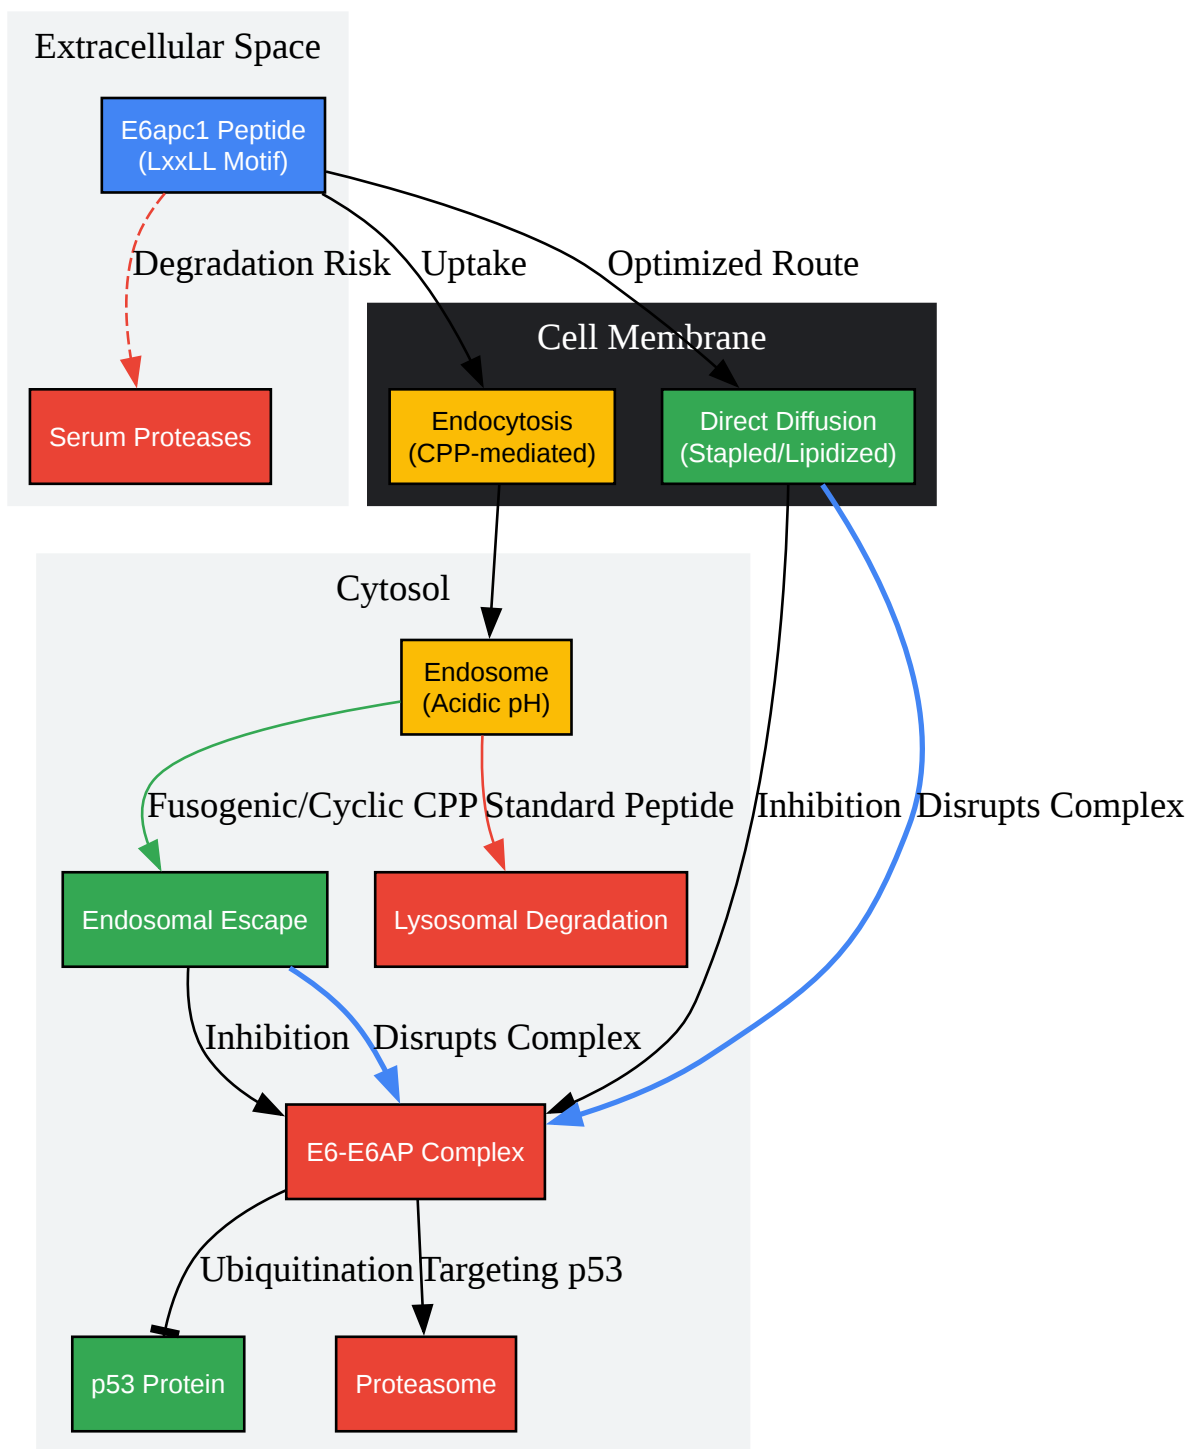 Extracellular Space
E6apc1 Peptide
(LxxLL Motif)
Degradation Risk
Uptake
Optimized Route
Cell Membrane
Serum Proteases
Endocytosis
(CPP-mediated)
Direct Diffusion
(Stapled/Lipidized)
Cytosol
Endosome
(Acidic pH)
Fusogenic/Cyclic CPP
Standard Peptide
Inhibition
Disrupts Complex
Endosomal Escape
Lysosomal Degradation
Inhibition
Disrupts Complex
E6-E6AP Complex
Ubiquitination
Targeting p53
p53 Protein
Proteasome